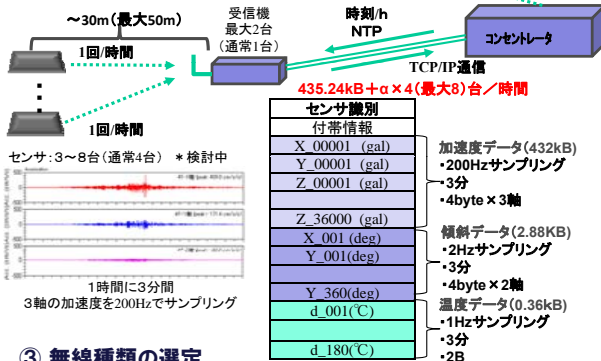 ～30m（最大50m）
1回/時間
1回/時間
受信機
最大2台
（通常1台）
時刻/h
NTP
コンセントレータ
TCP/IP通信
435.24kB＋α×4（最大8）台／時間
センサ：3～8台（通常4台）　＊検討中
1時間に3分間
3軸の加速度を200Hzでサンプリング
センサ識別
付帯情報
X_00001 (gal)
Y_00001 (gal)
Z_00001 (gal)
Z_36000 (gal)
X_001 (deg)
Y_001(deg)
Y_360(deg)
d_001(℃)
d_180(℃)
加速度データ(432kB)
・200Hzサンプリング
・3分
・4byte×3軸
傾斜データ(2.88KB)
・2Hzサンプリング
・3分
・4byte×2軸
温度データ(0.36kB)
・1Hzサンプリング
・3分
・2B
③ 無線種類の選定